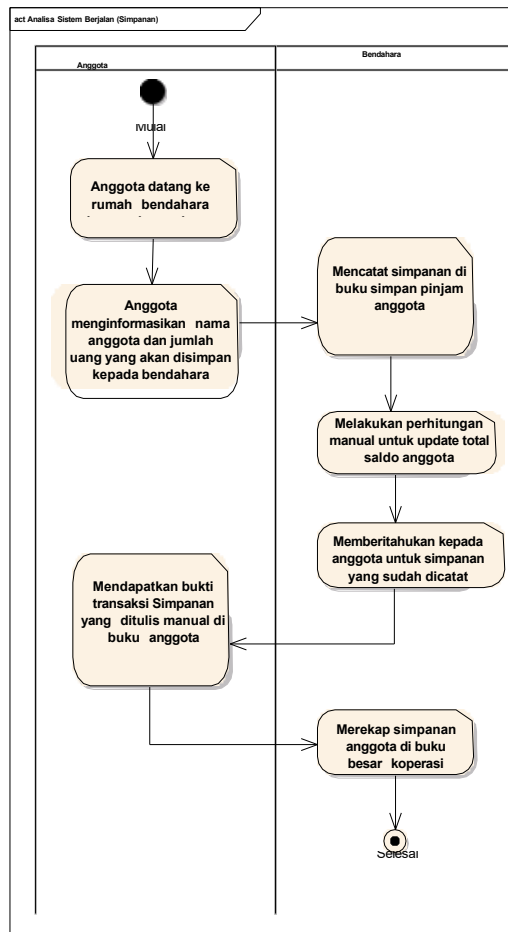 act Analisa Sistem Berjalan (Simpanan)
Anggota
Bendahara
Mulai
Anggota datang ke
rumah bendahara
Anggota
menginformasikan nama
anggota dan jumlah
uang yang akan disimpan
kepada bendahara
Mencatat simpanan di
buku simpan pinjam
anggota
Melakukan perhitungan
manual untuk update total
saldo anggota
Memberitahukan kepada
anggota untuk simpanan
yang sudah dicatat
Mendapatkan bukti
transaksi Simpanan
yang ditulis manual di
buku anggota
Merekap simpanan
anggota di buku
besar koperasi
Selesai